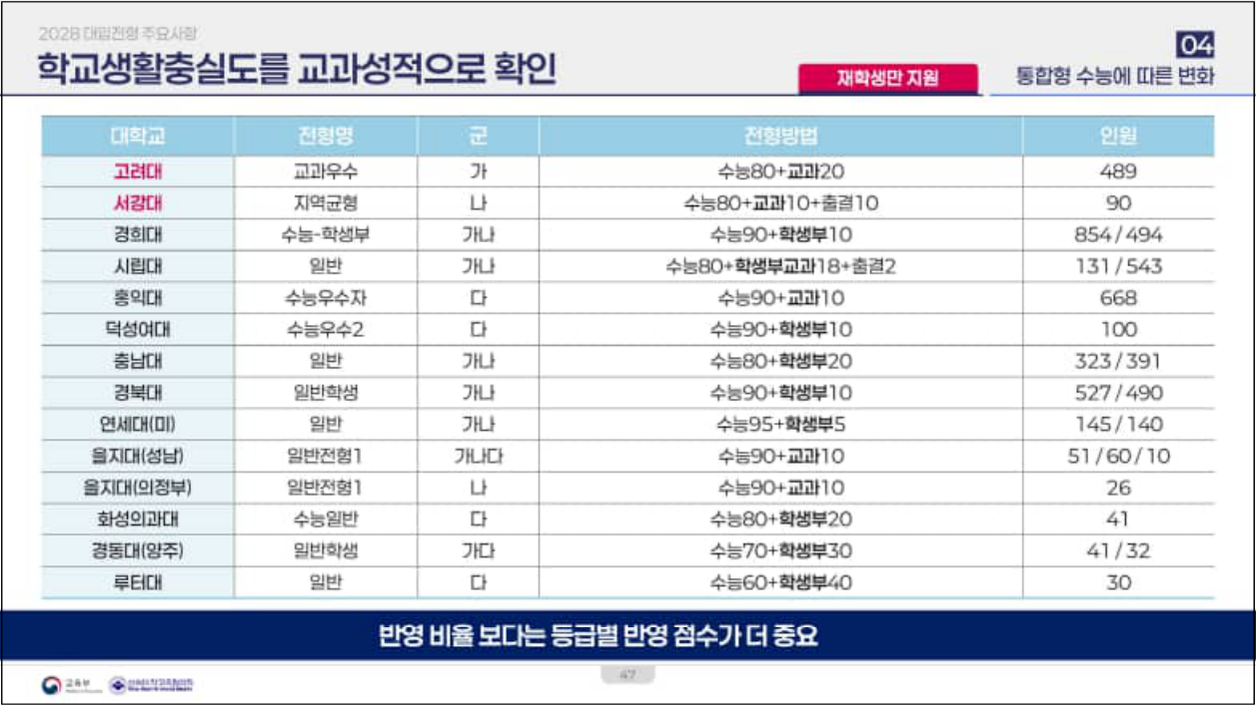 2028 대입전형 주요사항
학교생활충실도를 교과성적으로 확인
재학생만 지원
04
통합형 수능에 따른 변화
대학교 전형명 군 전형방법 인원
고려대 교과우수 가 수능80+교과20 489
서강대 지역균형 나 수능80+교과10+출결10 90
경희대 수능-학생부 가나 수능90+학생부10 854 / 494
시립대 일반 가나 수능80+학생부교과18+출결2 131 / 543
홍익대 수능우수자 다 수능90+교과10 668
덕성여대 수능우수2 다 수능90+학생부10 100
충남대 일반 가나 수능80+학생부20 323 / 391
경북대 일반학생 가나 수능90+학생부10 527 / 490
연세대(미) 일반 가나 수능95+학생부5 145 / 140
을지대(성남) 일반전형1 가나다 수능90+교과10 51 / 60 / 10
을지대(의정부) 일반전형1 나 수능90+교과10 26
화성의과대 수능일반 다 수능80+학생부20 41
경동대(양주) 일반학생 가다 수능70+학생부30 41 / 32
루터대 일반 다 수능60+학생부40 30
반영 비율 보다는 등급별 반영 점수가 더 중요
47
교육부